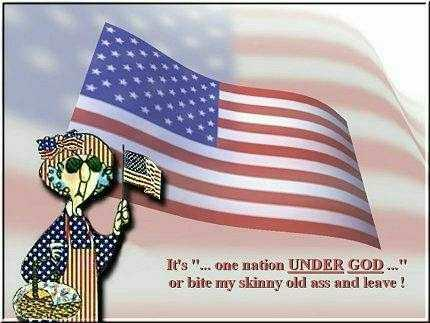 It's "... one nation UNDER GOD ..."
or bite my skinny old ass and leave !